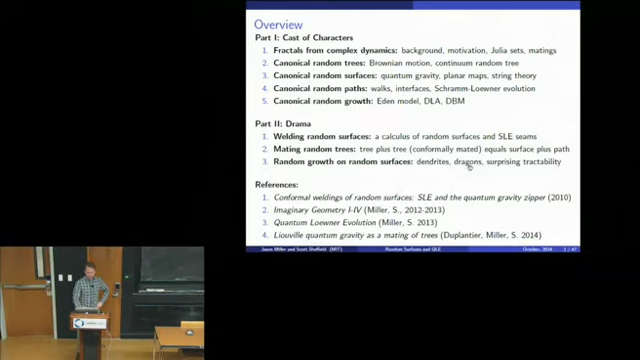 Overview
Part I: Cast of Characters
1. Fractals from complex dynamics: background, motivation, Julia sets, matings
2. Canonical random trees: Brownian motion, continuum random tree
3. Canonical random surfaces: quantum gravity, planar maps, string theory
4. Canonical random paths: walks, interfaces, Schramm-Loewner evolution
5. Canonical random growth: Eden model, DLA, DBM
Part II: Drama
1. Welding random surfaces: a calculus of random surfaces and SLE seams
2. Mating random trees: tree plus tree (conformally mated) equals surface plus path
3. Random growth on random surfaces: dendrites, dragons, surprising tractability
References:
1. Conformal weldings of random surfaces: SLE and the quantum gravity zipper (2010)
2. Imaginary Geometry I-IV (Miller, S., 2012-2013)
3. Quantum Loewner Evolution (Miller, S. 2013)
4. Liouville quantum gravity as a mating of trees (Duplantier, Miller, S. 2014)
Jason Miller and Scott Sheffield (MIT) Random Surfaces and QLE October, 2014 2 / 47